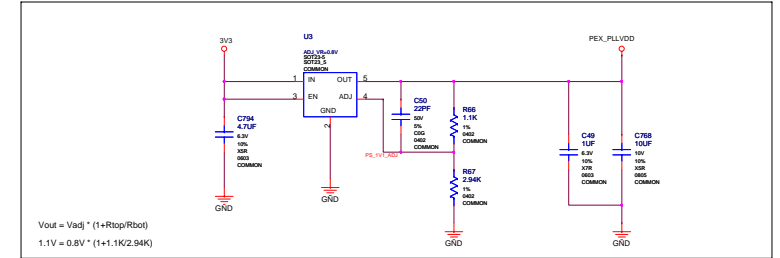 3V3
U3
ADJ_VR=0.8V
SOT23-5
SOT23_5
COMMON
PEX_PLLVDD
1
IN
OUT
5
3
EN
ADJ
4
GND
2
C794
4.7UF
6.3V
10%
X5R
0603
COMMON
GND
GND
C50
22PF
50V
5%
C0G
0402
COMMON
PS_1V1_ADJ
R66
1.1K
1%
0402
COMMON
R67
2.94K
1%
0402
COMMON
GND
C49
1UF
6.3V
10%
X7R
0603
COMMON
C768
10UF
10V
10%
X5R
0805
COMMON
GND
Vout = Vadj * (1+Rtop/Rbot)
1.1V = 0.8V * (1+1.1K/2.94K)